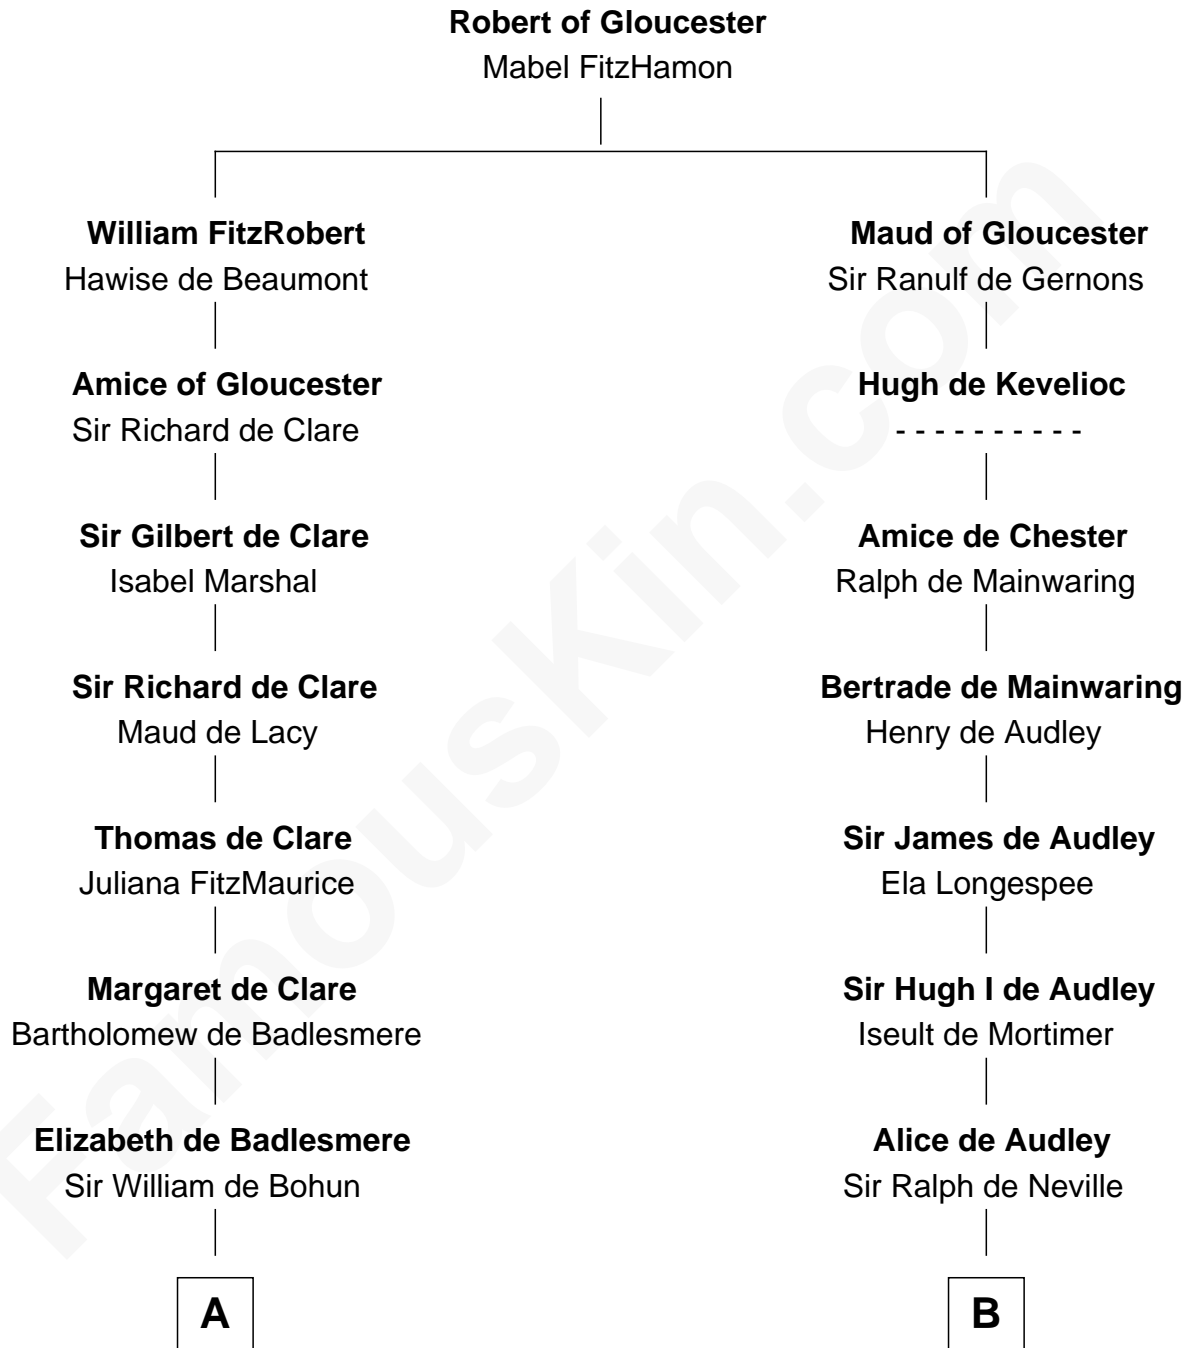 Robert of Gloucester
Mabel FitzHamon
William FitzRobert
Hawise de Beaumont
Maud of Gloucester
Sir Ranulf de Gernons
Amice of Gloucester
Sir Richard de Clare
Hugh de Kevelioc
- - - - - - - - - -
Sir Gilbert de Clare
Isabel Marshal
Amice de Chester
Ralph de Mainwaring
Sir Richard de Clare
Maud de Lacy
Bertrade de Mainwaring
Henry de Audley
Thomas de Clare
Juliana FitzMaurice
Sir James de Audley
Ela Longespee
Margaret de Clare
Bartholomew de Badlesmere
Sir Hugh I de Audley
Iseult de Mortimer
Elizabeth de Badlesmere
Sir William de Bohun
Alice de Audley
Sir Ralph de Neville
A
B
FamousKin.com